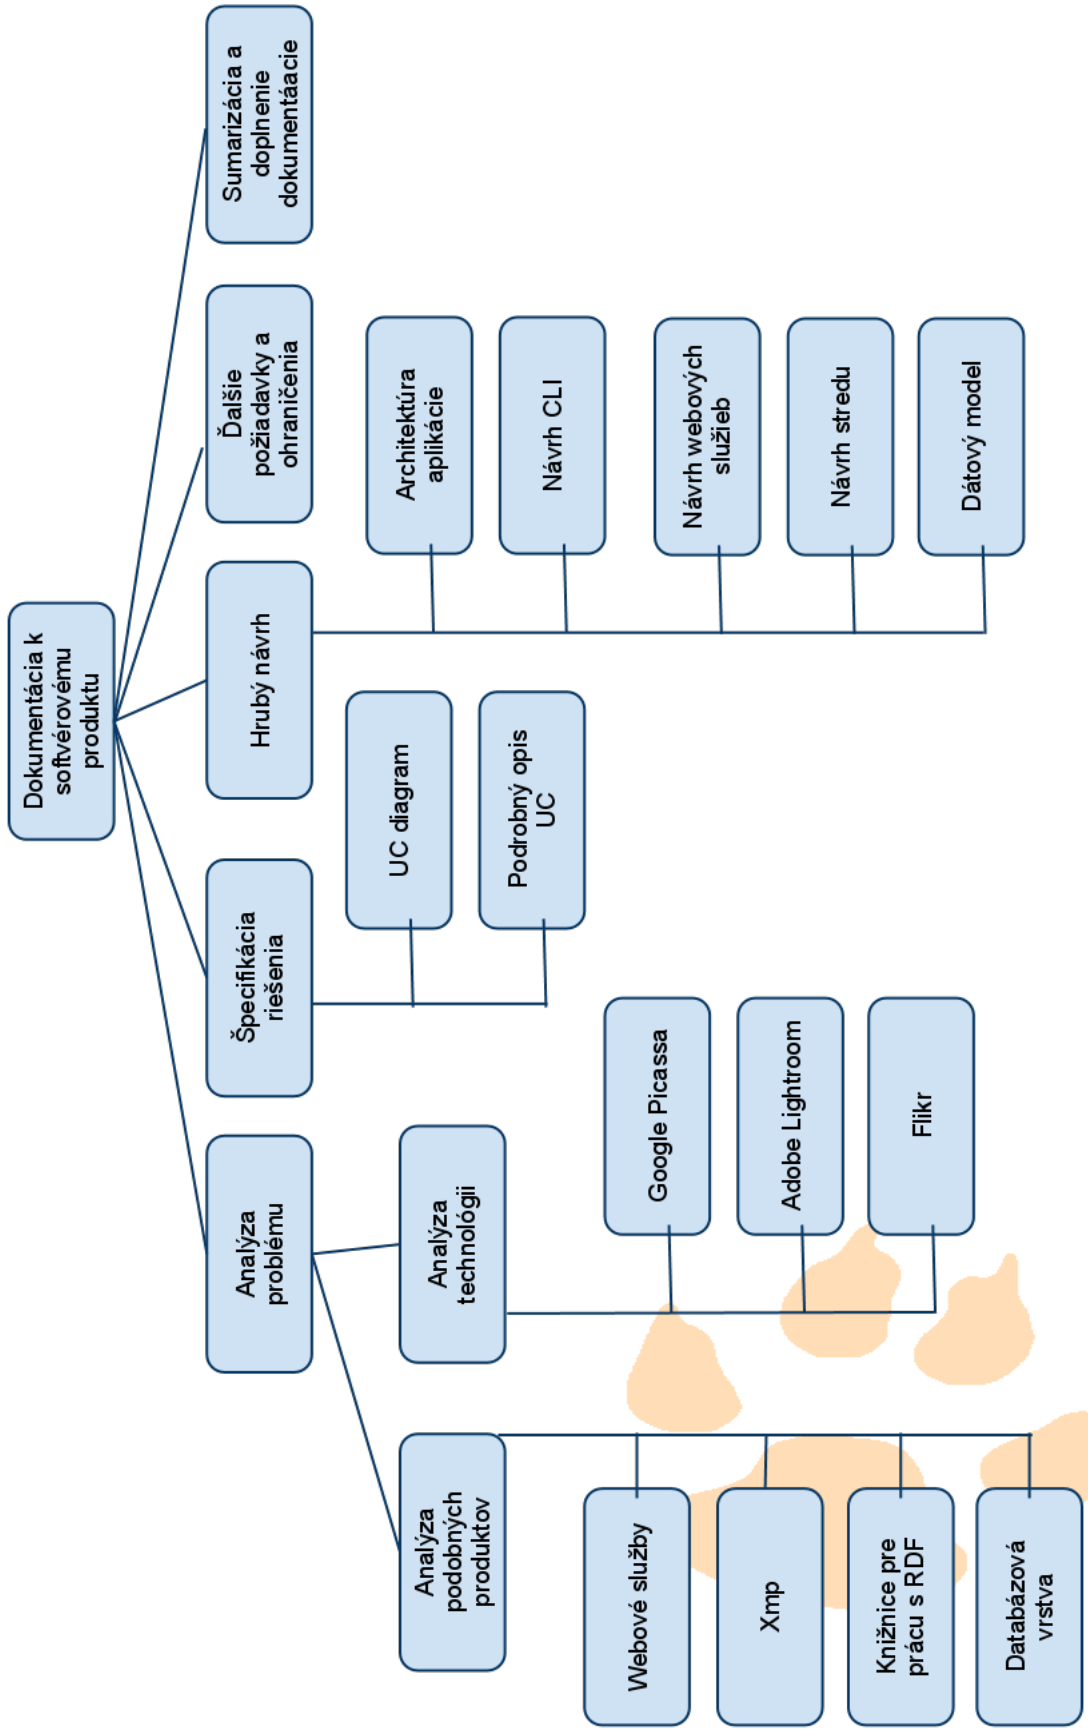 Dokumentácia k
softvérovému
produktu
Analýza
problému
Špecifikácia
riešenia
Hrubý návrh
Ďalšie
požiadavky a
ohraničenia
Sumarizácia a
doplnenie
dokumentáacie
Analýza
podobných
produktov
Analýza
technológii
Webové služby
Xmp
Knižnice pre
prácu s RDF
Databázová
vrstva
Google Picassa
Adobe Lightroom
Flikr
UC diagram
Podrobný opis
UC
Architektúra
aplikácie
Návrh CLI
Návrh webových
služieb
Návrh stredu
Dátový model